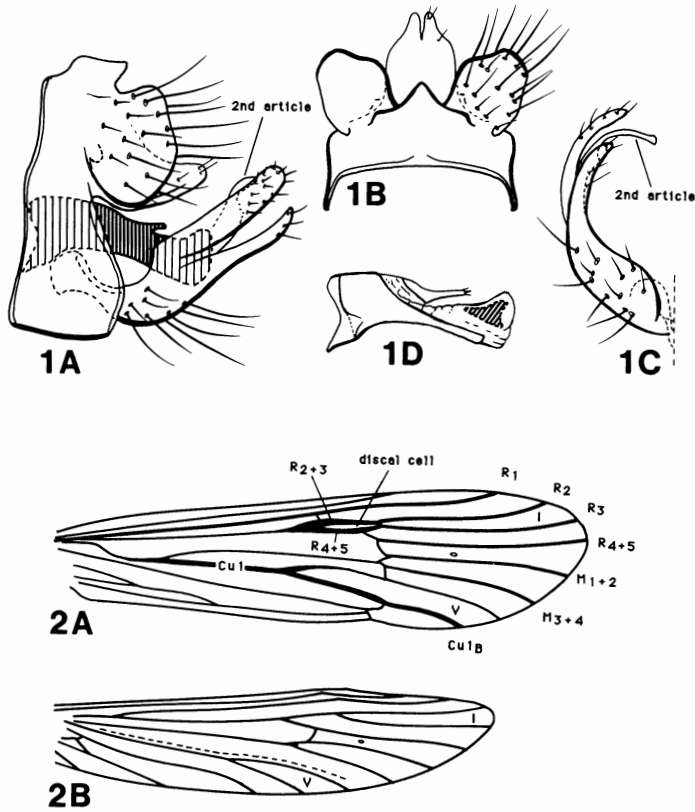 2nd article
1A
1B
2nd article
1C
1D
R2+3
discal cell
R1
R2
R3
I
R4+5
R4+5
Cu1
M1+2
V
M3+4
Cu1B
2A
I
V
2B